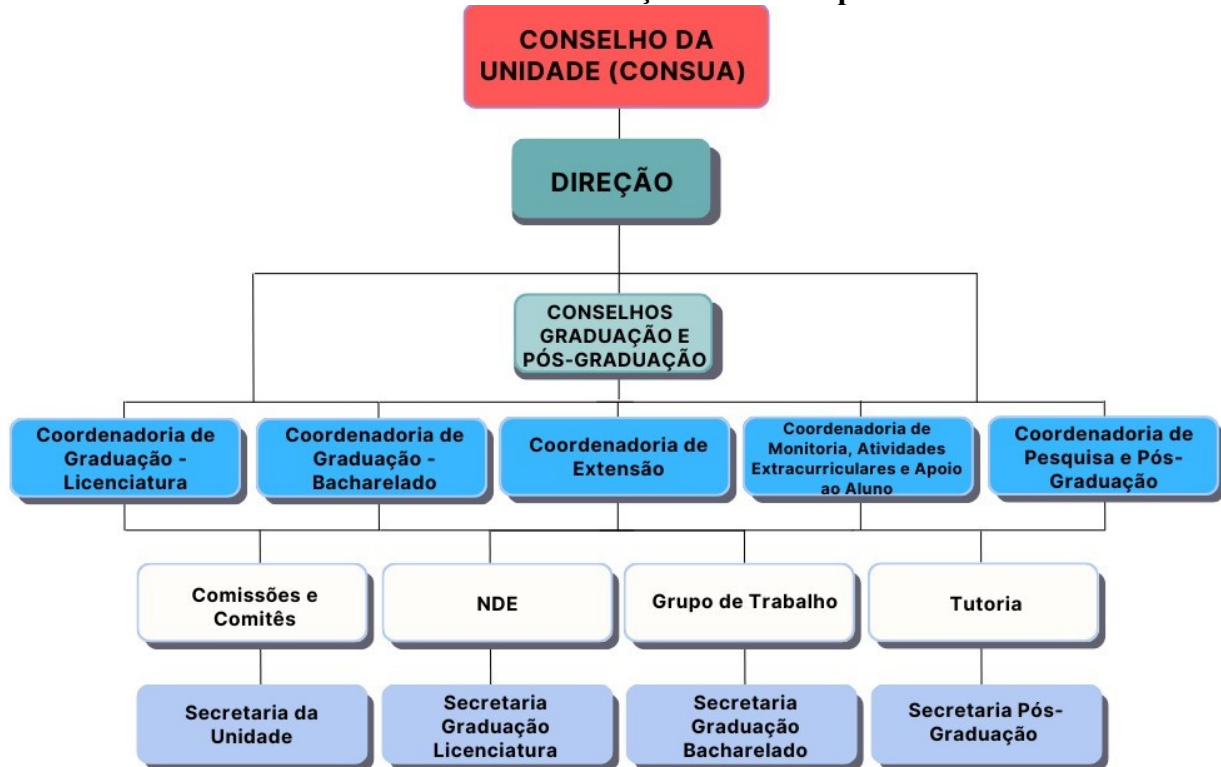 CONSELHO DA
UNIDADE (CONSUA)
DIREÇÃO
CONSELHOS
GRADUAÇÃO E
PÓS-GRADUAÇÃO
Coordenadoria de
Graduação -
Licenciatura
Coordenadoria de
Graduação -
Bacharelado
Coordenadoria de
Extensão
Coordenadoria de
Monitoria, Atividades
Extracurriculares e Apoio
ao Aluno
Coordenadoria de
Pesquisa e Pós-
Graduação
Comissões e
Comitês
NDE
Grupo de Trabalho
Tutoria
Secretaria da
Unidade
Secretaria
Graduação
Licenciatura
Secretaria
Graduação
Bacharelado
Secretaria Pós-
Graduação